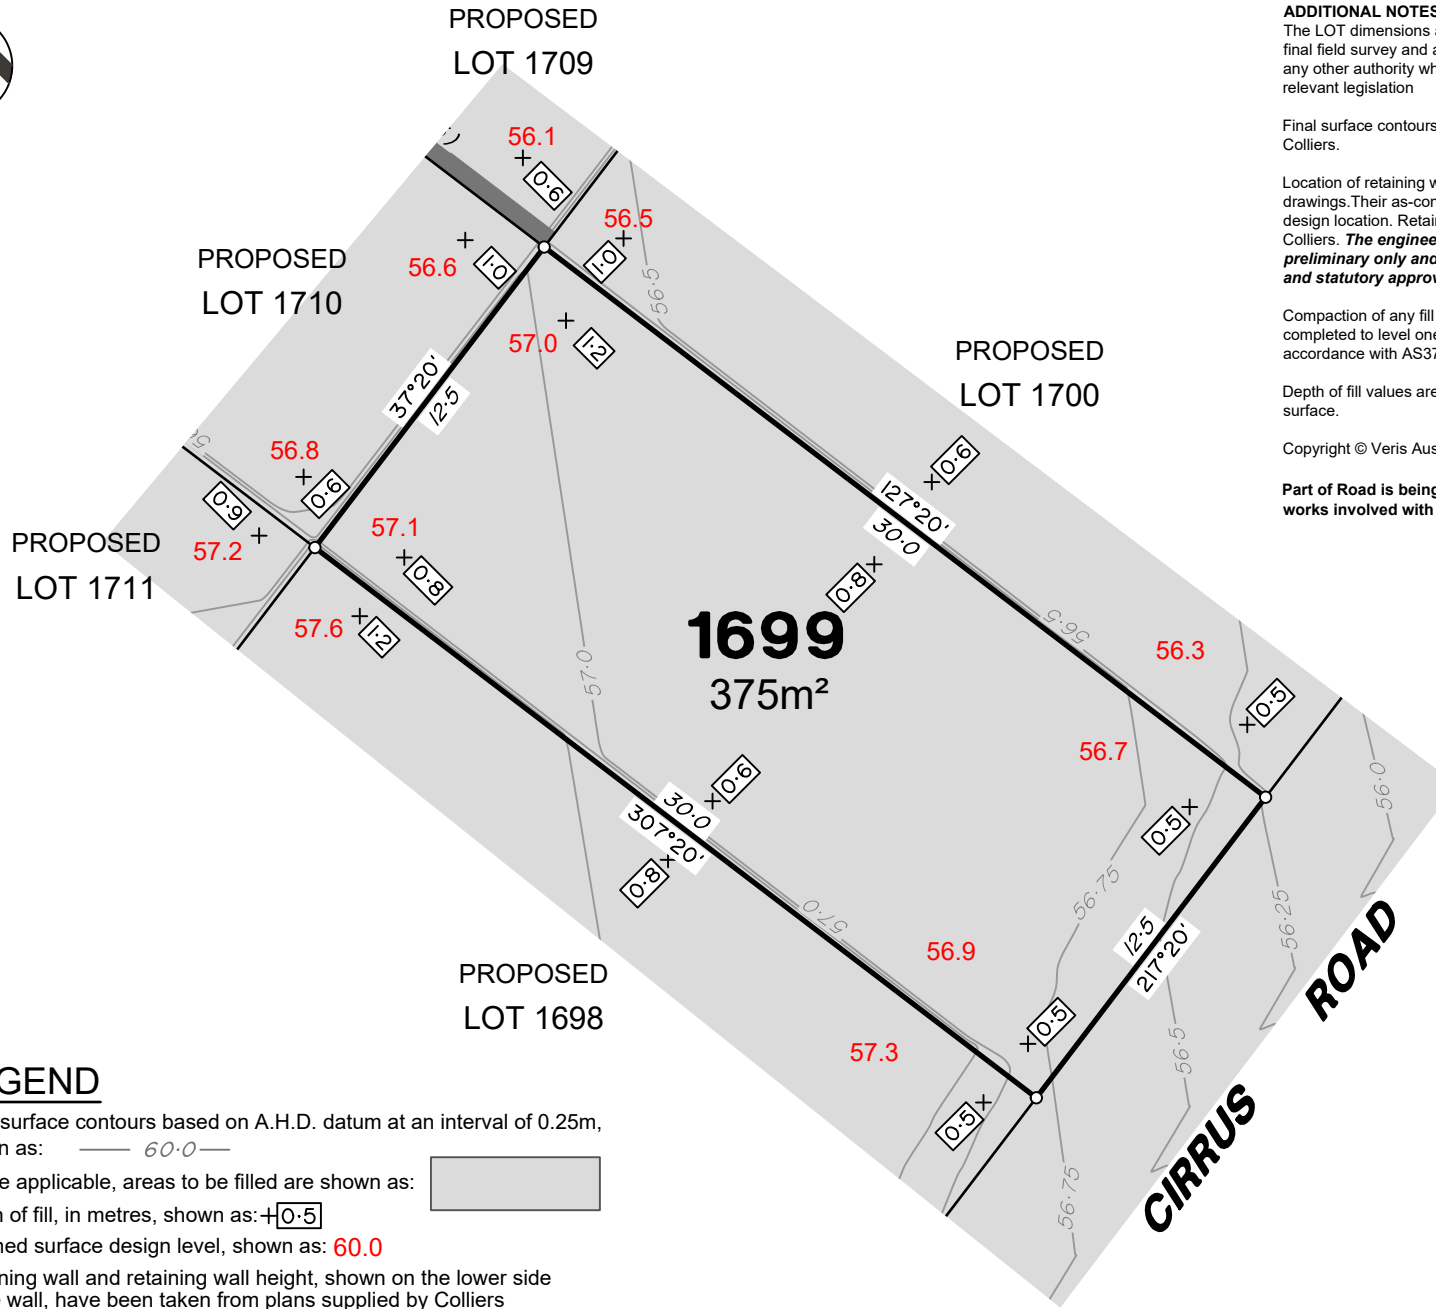 PROPOSED
LOT 1709
56.1
0·6
56.5
1·0
56·5
PROPOSED
LOT 1710
56.6
1·0
57.0
1·2
37°20'
12·5
PROPOSED
LOT 1700
0·6
127°20'
30·0
0·8
56.8
0·6
0·9
57.2
PROPOSED
LOT 1711
57.1
0·8
57.6
1·2
57·0
1699
375m²
56·5
56.3
0·5
56.7
0·5
56·0
0·6
30·0
307°20'
0·8
57·0
56·75
56.9
12·5
217°20'
56·25
0·5
56·5
PROPOSED
LOT 1698
57.3
0·5
56·75
CIRRUS ROAD
GEND
surface contours based on A.H.D. datum at an interval of 0.25m,
n as: 60·0
e applicable, areas to be filled are shown as:
n of fill, in metres, shown as: 0·5
ned surface design level, shown as: 60.0
ning wall and retaining wall height, shown on the lower side
wall, have been taken from plans supplied by Colliers
ADDITIONAL NOTES
The LOT dimensions a
final field survey and a
any other authority wh
relevant legislation
Final surface contours
Colliers.
Location of retaining w
drawings.Their as-con
design location. Retai
Colliers. The enginee
preliminary only and
and statutory approv
Compaction of any fill
completed to level one
accordance with AS37
Depth of fill values are
surface.
Copyright © Veris Aus
Part of Road is being
works involved with